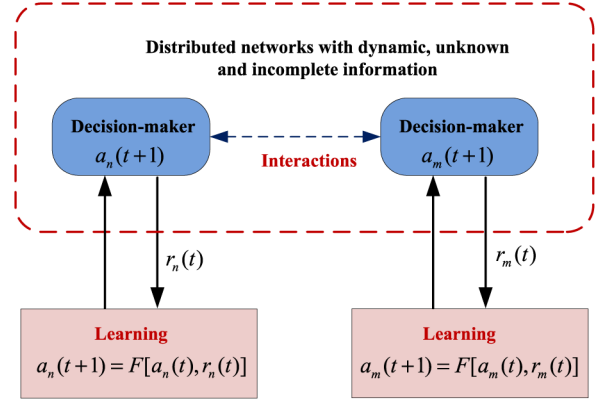 Distributed networks with dynamic, unknown
and incomplete information
Decision-maker
a_n(t+1)
Decision-maker
a_m(t+1)
Interactions
r_n(t)
r_m(t)
Learning
a_n(t+1) = F[a_n(t), r_n(t)]
Learning
a_m(t+1) = F[a_m(t), r_m(t)]